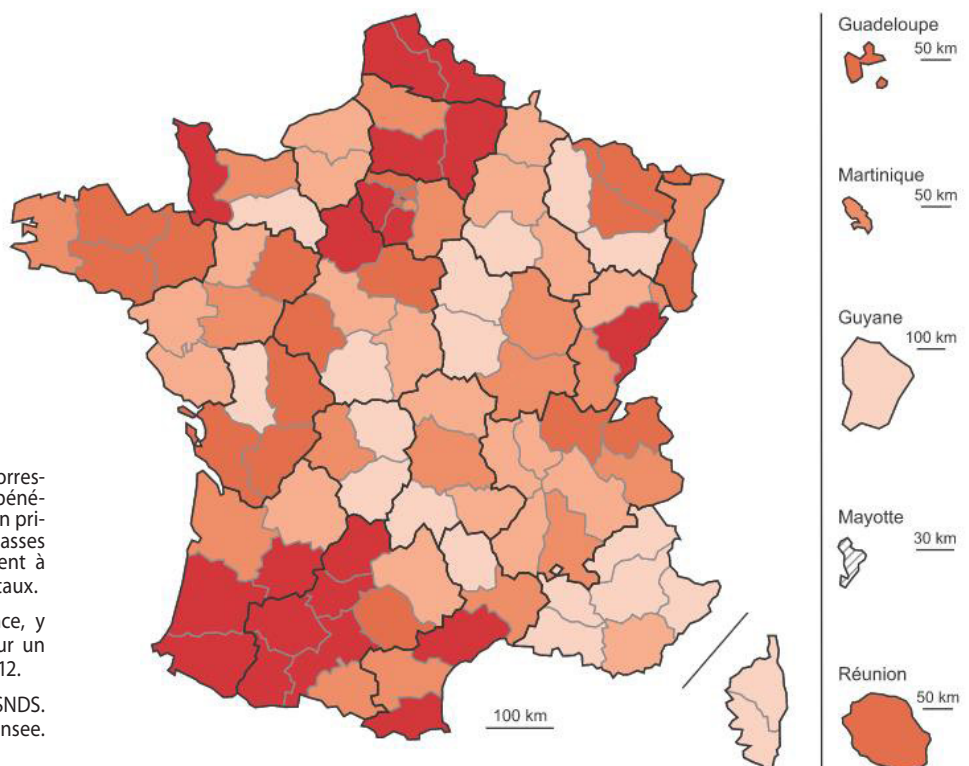 orres-
béné-
n pri-
asses
ent à
taux.
ce, y
ur un
12.
SNDS.
nsee.
100 km
Guadeloupe
50 km
Martinique
50 km
Guyane
100 km
Mayotte
30 km
Réunion
50 km